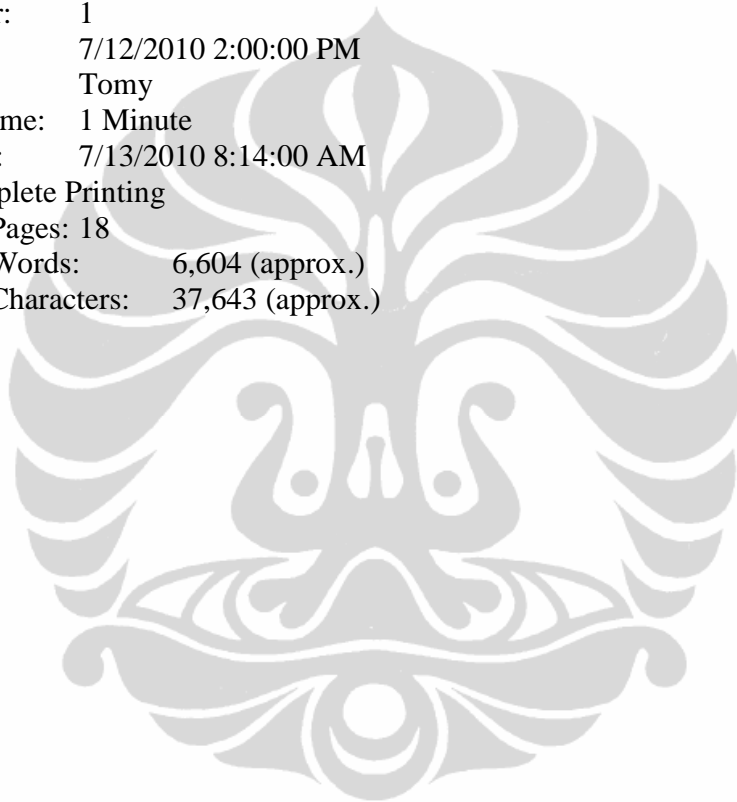 r: 1
7/12/2010 2:00:00 PM
Tomy
me: 1 Minute
: 7/13/2010 8:14:00 AM
plete Printing
Pages: 18
Words: 6,604 (approx.)
Characters: 37,643 (approx.)